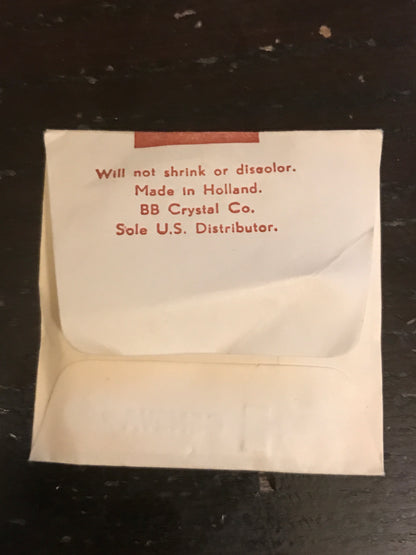 Will not shrink or discolor.
Made in Holland.
BB Crystal Co.
Sole U.S. Distributor.